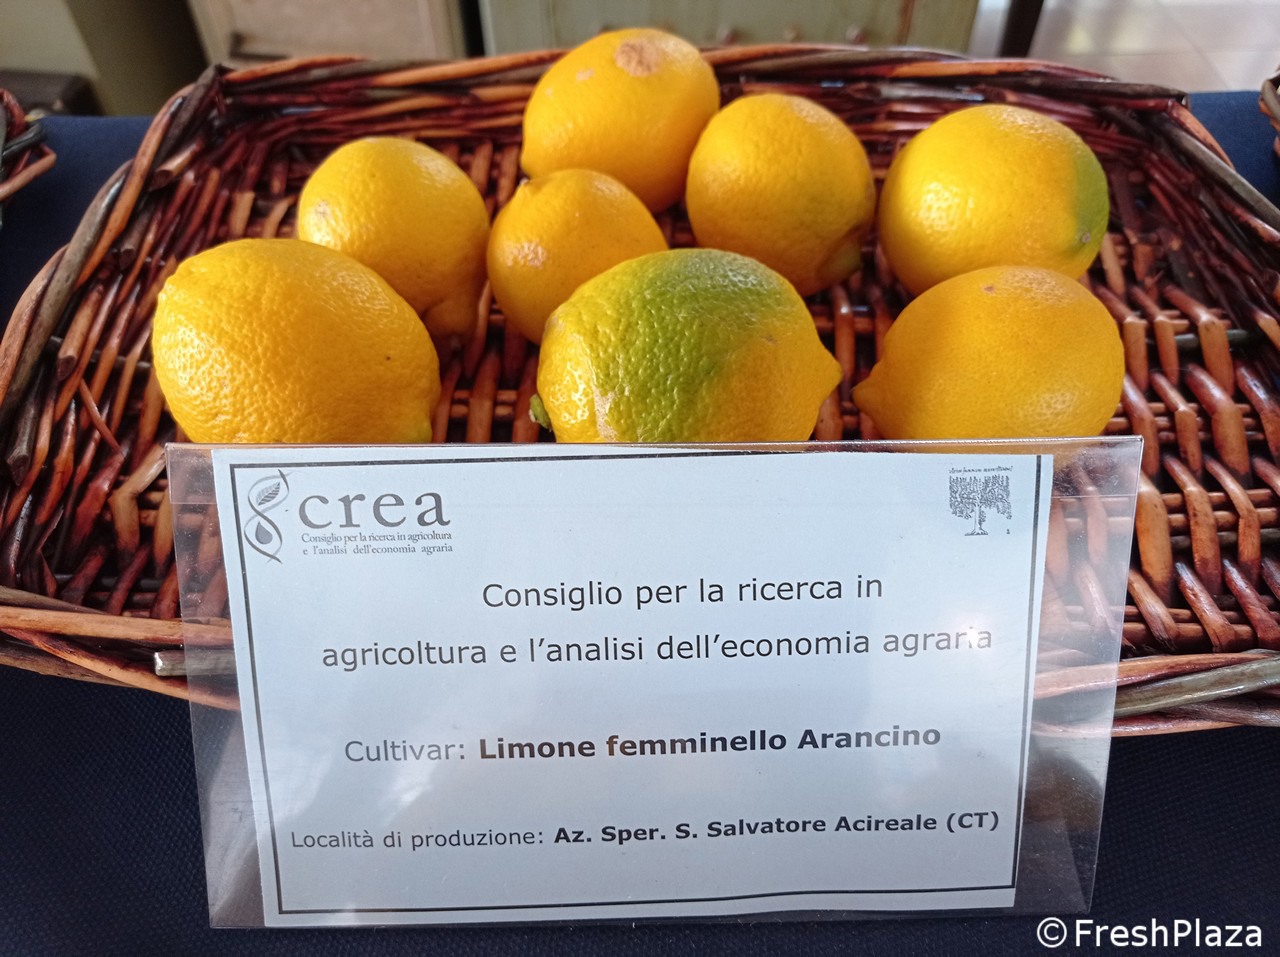 crea
Consiglio per la ricerca in agricoltura
e l'analisi dell'economia agraria
Consiglio per la ricerca in
agricoltura e l'analisi dell'economia agraria
Cultivar: Limone femminello Arancino
Località di produzione: Az. Sper. S. Salvatore Acireale (CT)
©FreshPlaza